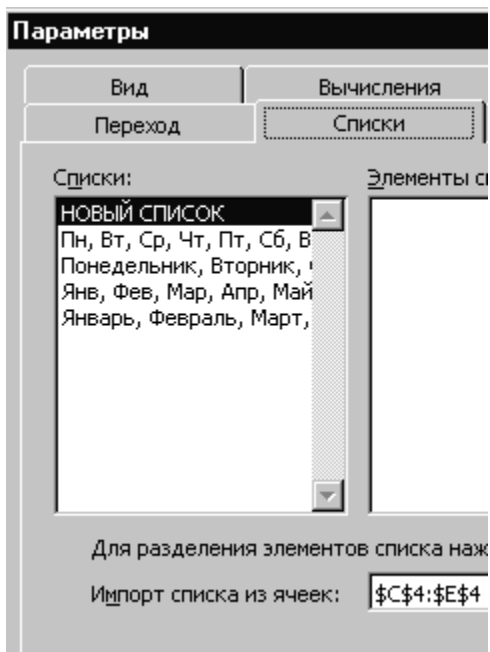 Параметры
Вид Вычисления
Переход Списки
Списки: Элементы
НОВЫЙ СПИСОК
Пн, Вт, Ср, Чт, Пт, Сб, В
Понедельник, Вторник,
Янв, Фев, Мар, Апр, Май
Январь, Февраль, Март,
Для разделения элементов списка наж
Импорт списка из ячеек: $C$4:$E$4